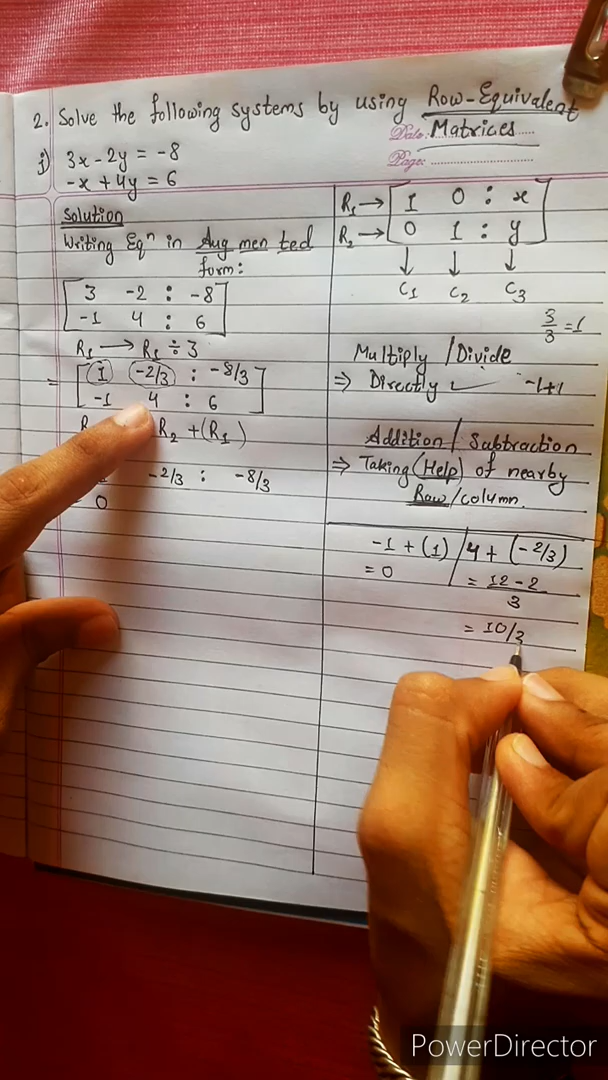 2. Solve the following systems by using Row-Equivalent
Matrices
Date:
Page:
i) 3x - 2y = -8
-x + 4y = 6
Solution
Writing Eqⁿ in Augmented
form:
[ 3 -2 : -8 ]
[ -1 4 : 6 ]
R₁ → R₁ ÷ 3
= [ 1 -2/3 : -8/3 ]
[ -1 4 : 6 ]
R₂ + (R₁)
-2/3 : -8/3
0
R₁ → [ 1 0 : x ]
R₂ → [ 0 1 : y ]
↓ ↓ ↓
C₁ C₂ C₃
3/3 = 1
Multiply / Divide
⇒ Directly ✓ -1+1
Addition / Subtraction
⇒ Taking (Help) of nearby
Raw/column.
-1 + (1) / 4 + (-2/3)
= 0 = 12 - 2
3
= 10/3
PowerDirector